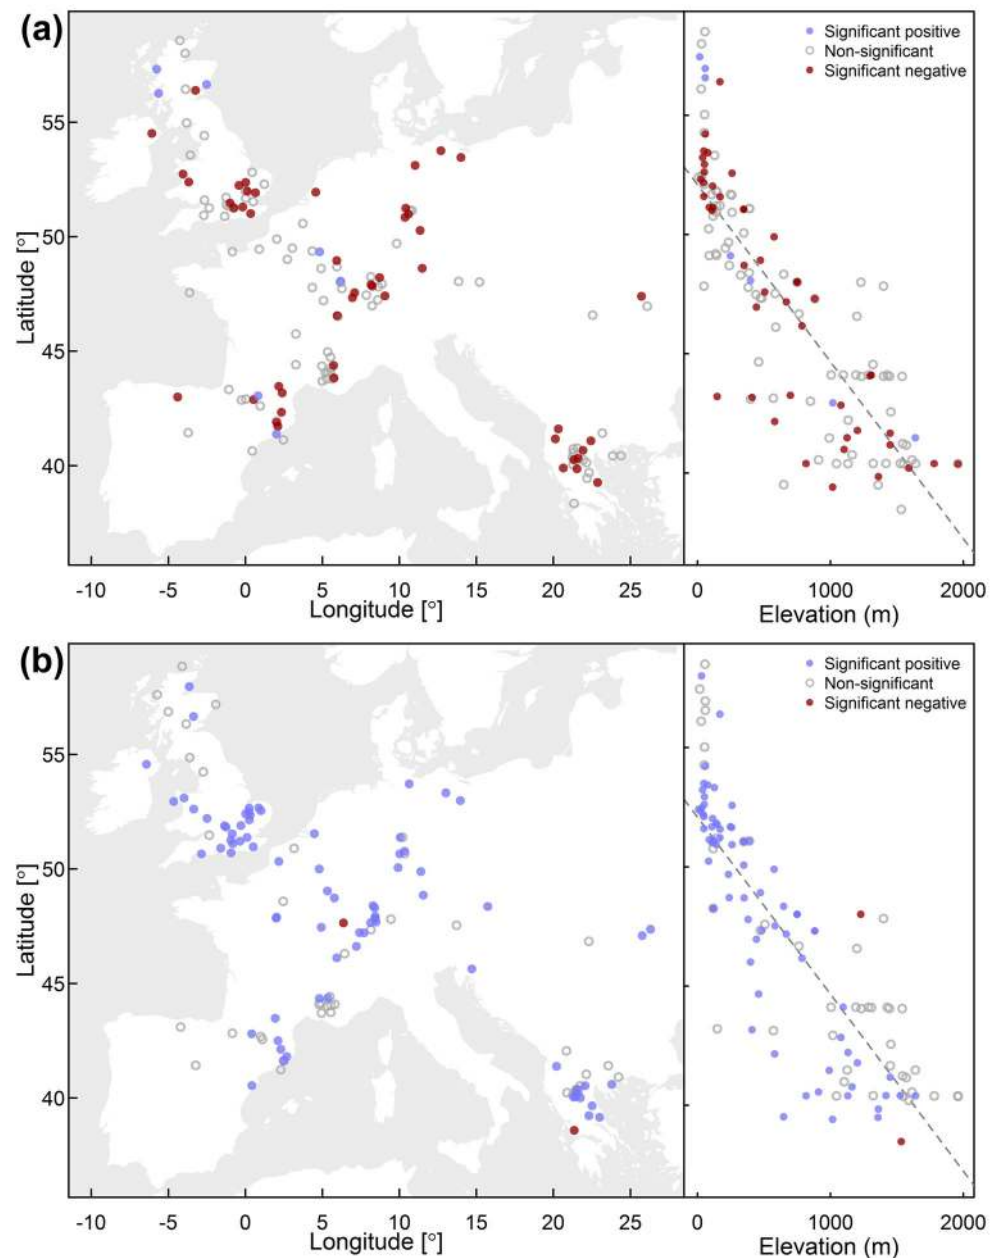 (a)
Significant positive
Non-significant
Significant negative
55
50
45
40
Latitude [°]
-10 -5 0 5 10 15 20 25 0 1000 2000
Longitude [°] Elevation (m)
(b)
Significant positive
Non-significant
Significant negative
55
50
45
40
Latitude [°]
-10 -5 0 5 10 15 20 25 0 1000 2000
Longitude [°] Elevation (m)